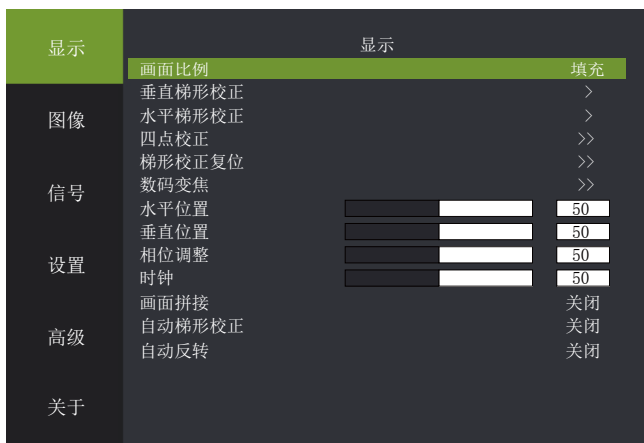 显示
图像
信号
设置
高级
关于
显示
画面比例 填充
垂直梯形校正 >
水平梯形校正 >
四点校正 >>
梯形校正复位 >>
数码变焦 >>
水平位置 50
垂直位置 50
相位调整 50
时钟 50
画面拼接 关闭
自动梯形校正 关闭
自动反转 关闭